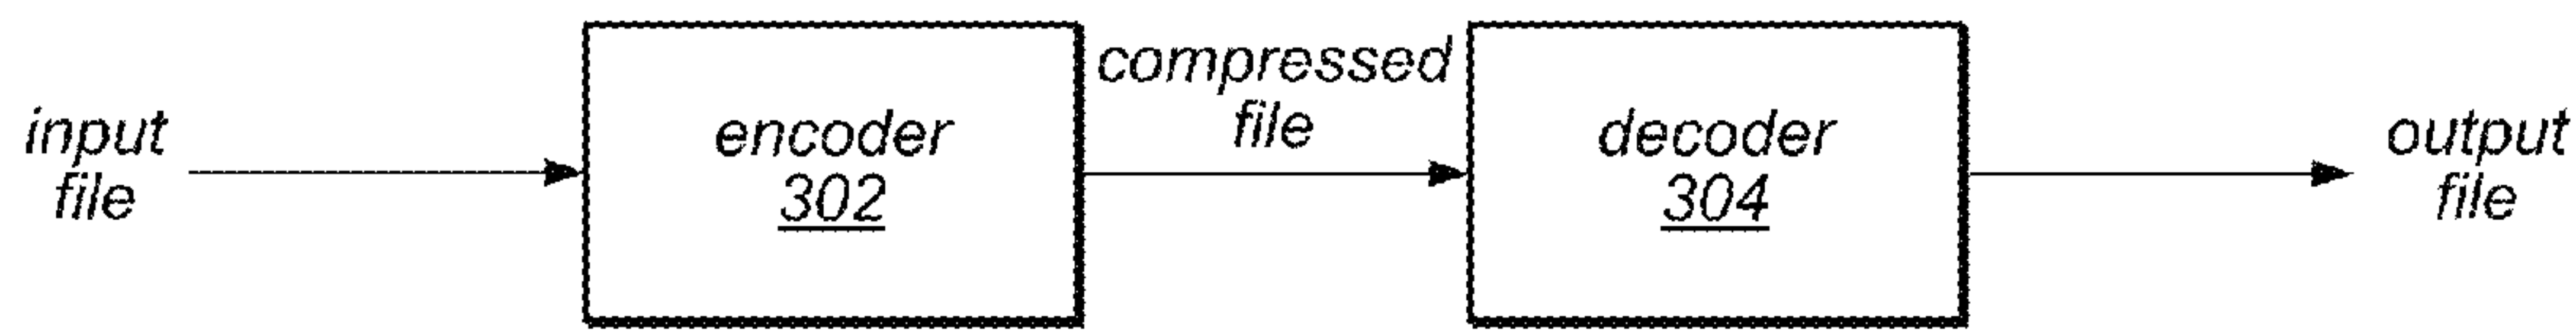 input
file
encoder
302
compressed
file
decoder
304
output
file